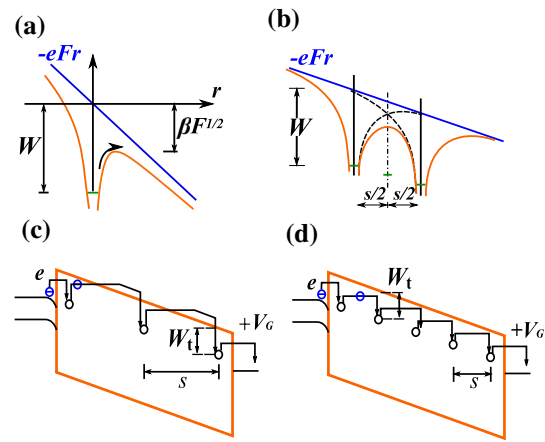 (a)
-eFr
r
W
βF^{1/2}
(b)
-eFr
W
s/2
s/2
(c)
e
W_t
+V_G
s
(d)
e
W_t
+V_G
s